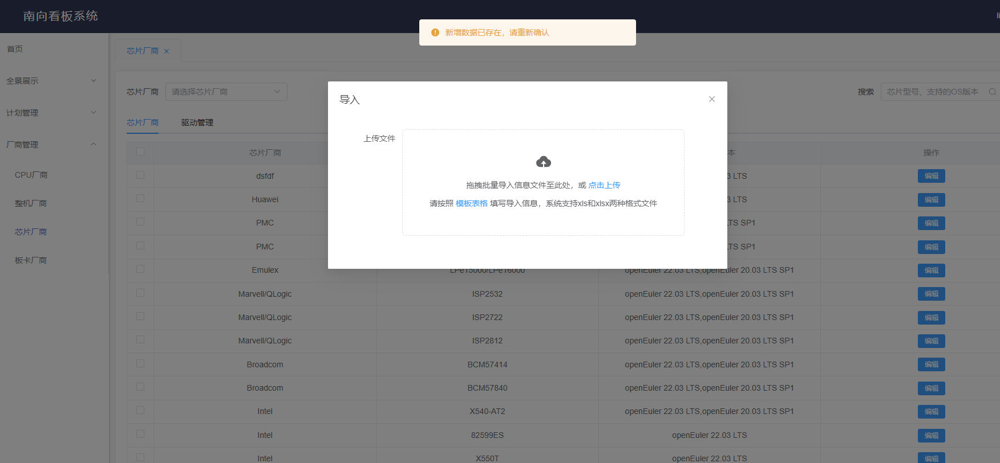 南向看板系统
li
新增数据已存在，请重新确认
首页
全景展示
计划管理
厂商管理
CPU厂商
整机厂商
芯片厂商
板卡厂商
芯片厂商
芯片厂商 请选择芯片厂商
搜索 芯片型号、支持的OS版本
芯片厂商 驱动管理
导入
上传文件
拖拽批量导入信息文件至此处，或 点击上传
请按照 模板表格 填写导入信息，系统支持xls和xlsx两种格式文件
芯片厂商 本 操作
dsfdf 3 LTS 编辑
Huawei 3 LTS 编辑
PMC LTS SP1 编辑
PMC LTS SP1 编辑
Emulex LPe15000/LPe16000 openEuler 22.03 LTS,openEuler 20.03 LTS SP1 编辑
Marvell/QLogic ISP2532 openEuler 22.03 LTS,openEuler 20.03 LTS SP1 编辑
Marvell/QLogic ISP2722 openEuler 22.03 LTS,openEuler 20.03 LTS SP1 编辑
Marvell/QLogic ISP2812 openEuler 22.03 LTS,openEuler 20.03 LTS SP1 编辑
Broadcom BCM57414 openEuler 22.03 LTS,openEuler 20.03 LTS SP1 编辑
Broadcom BCM57840 openEuler 22.03 LTS,openEuler 20.03 LTS SP1 编辑
Intel X540-AT2 openEuler 22.03 LTS,openEuler 20.03 LTS SP1 编辑
Intel 82599ES openEuler 22.03 LTS 编辑
Intel X550T openEuler 22.03 LTS 编辑